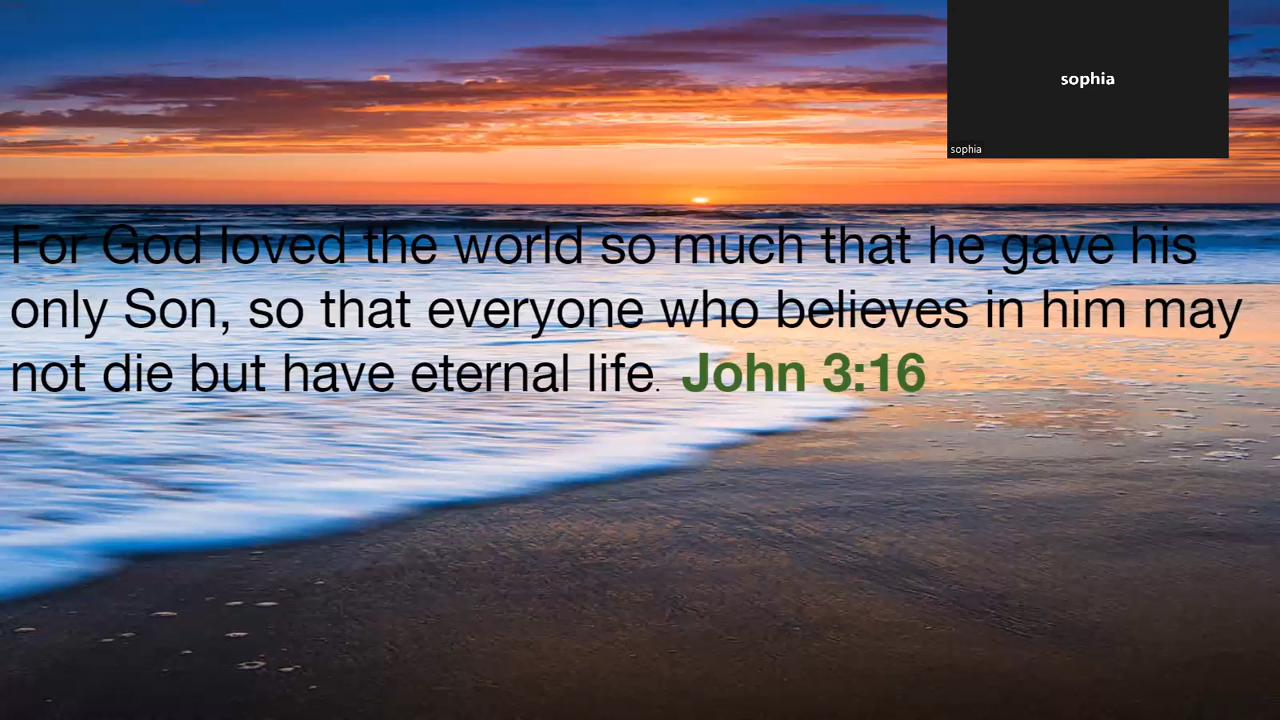 sophia
sophia
For God loved the world so much that he gave his
only Son, so that everyone who believes in him may
not die but have eternal life. John 3:16